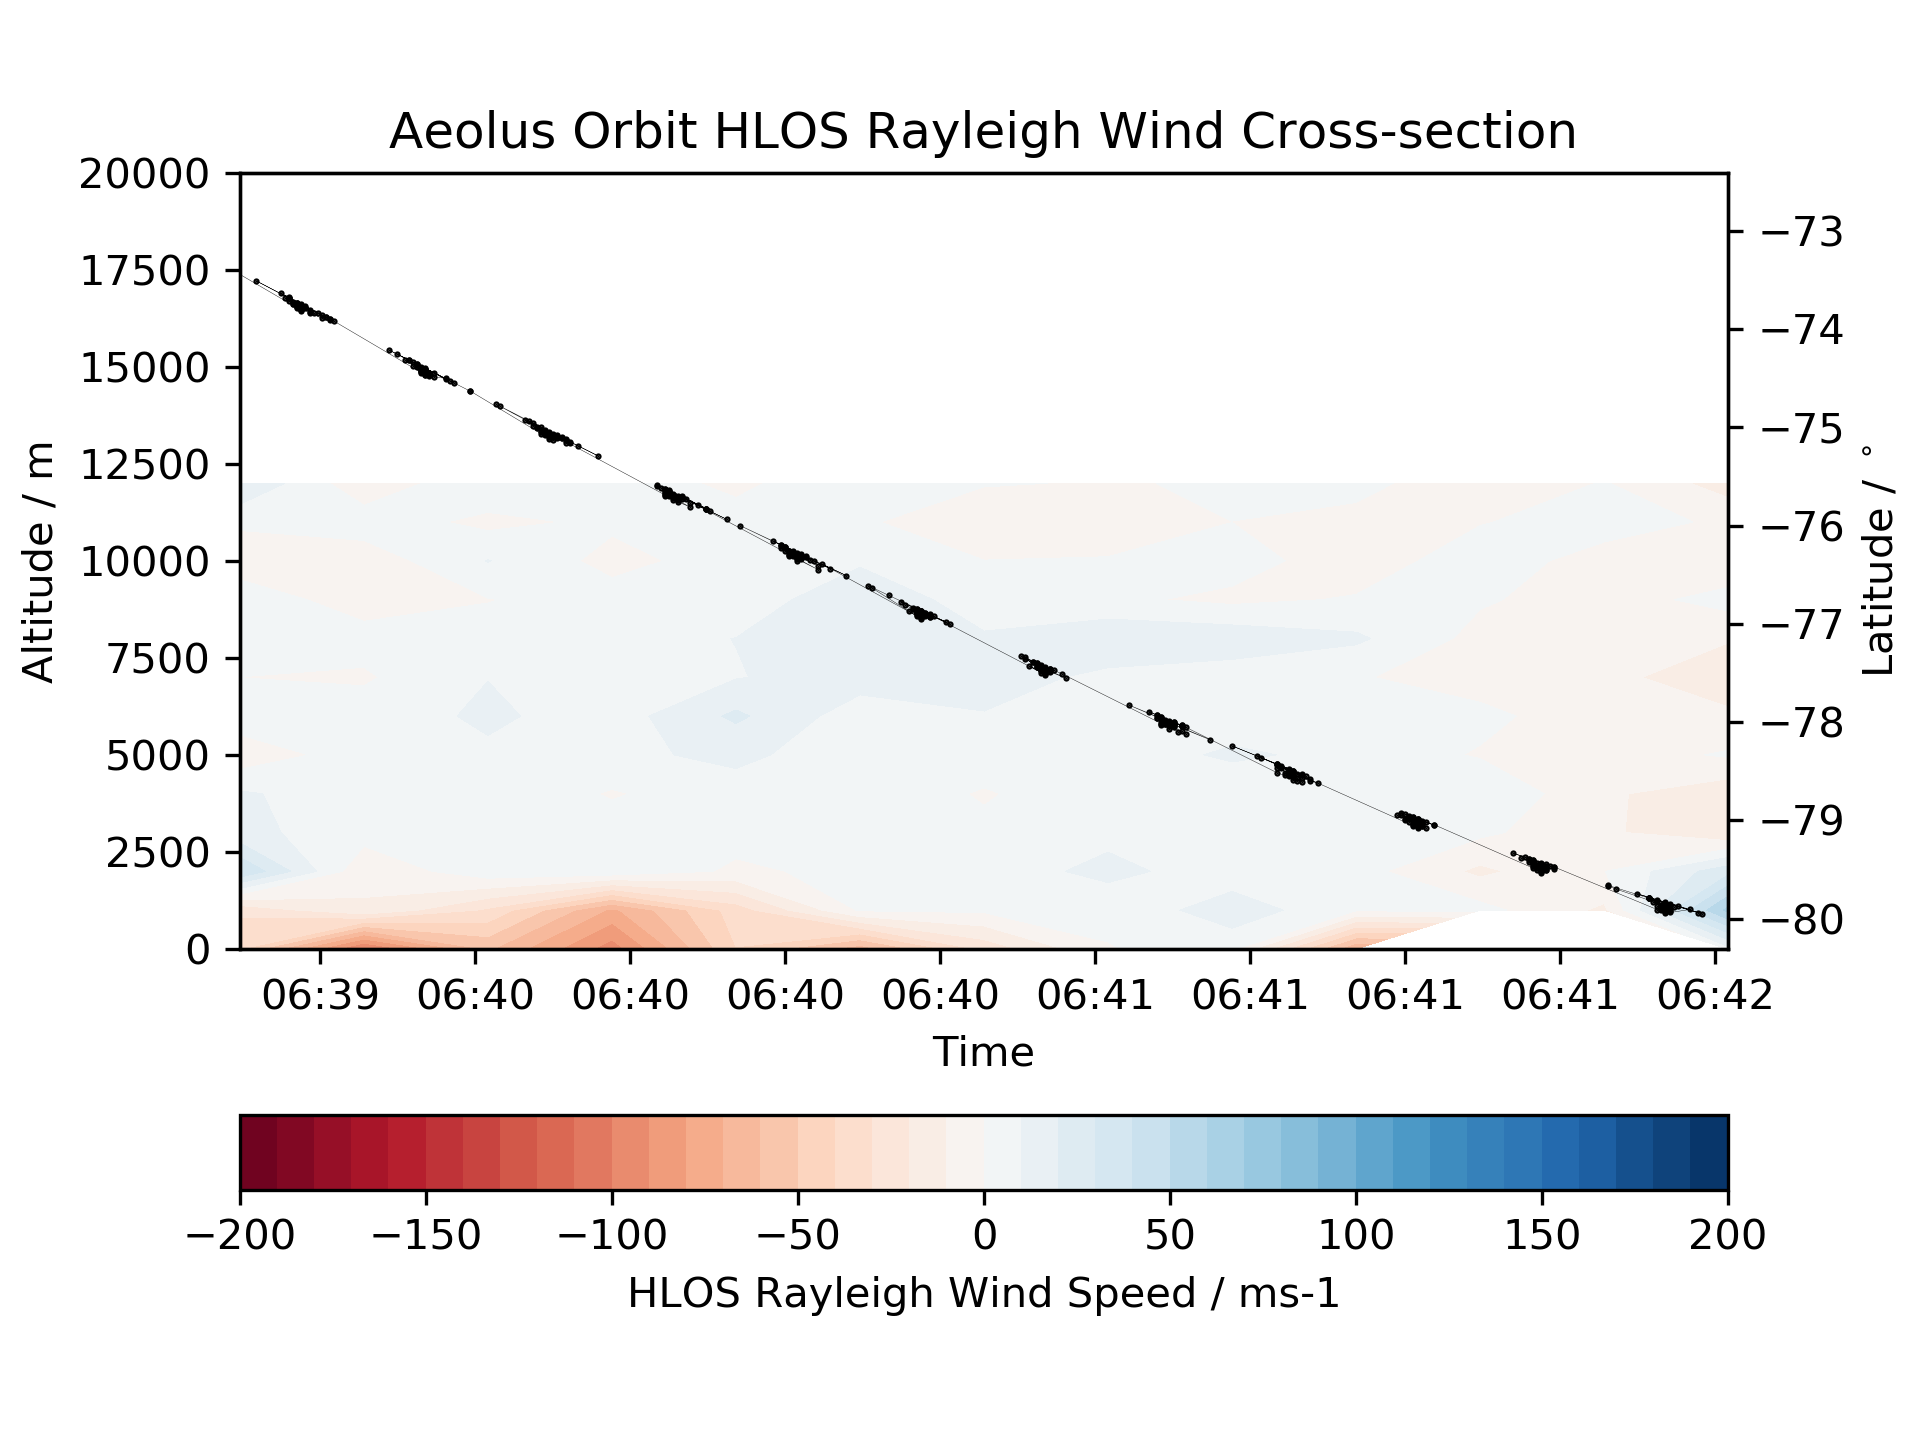 Aeolus Orbit HLOS Rayleigh Wind Cross-section
20000
17500
15000
12500
10000
7500
5000
2500
0
Altitude / m
−73
−74
−75
−76
−77
−78
−79
−80
Latitude / °
06:39 06:40 06:40 06:40 06:40 06:41 06:41 06:41 06:41 06:42
Time
−200 −150 −100 −50 0 50 100 150 200
HLOS Rayleigh Wind Speed / ms-1